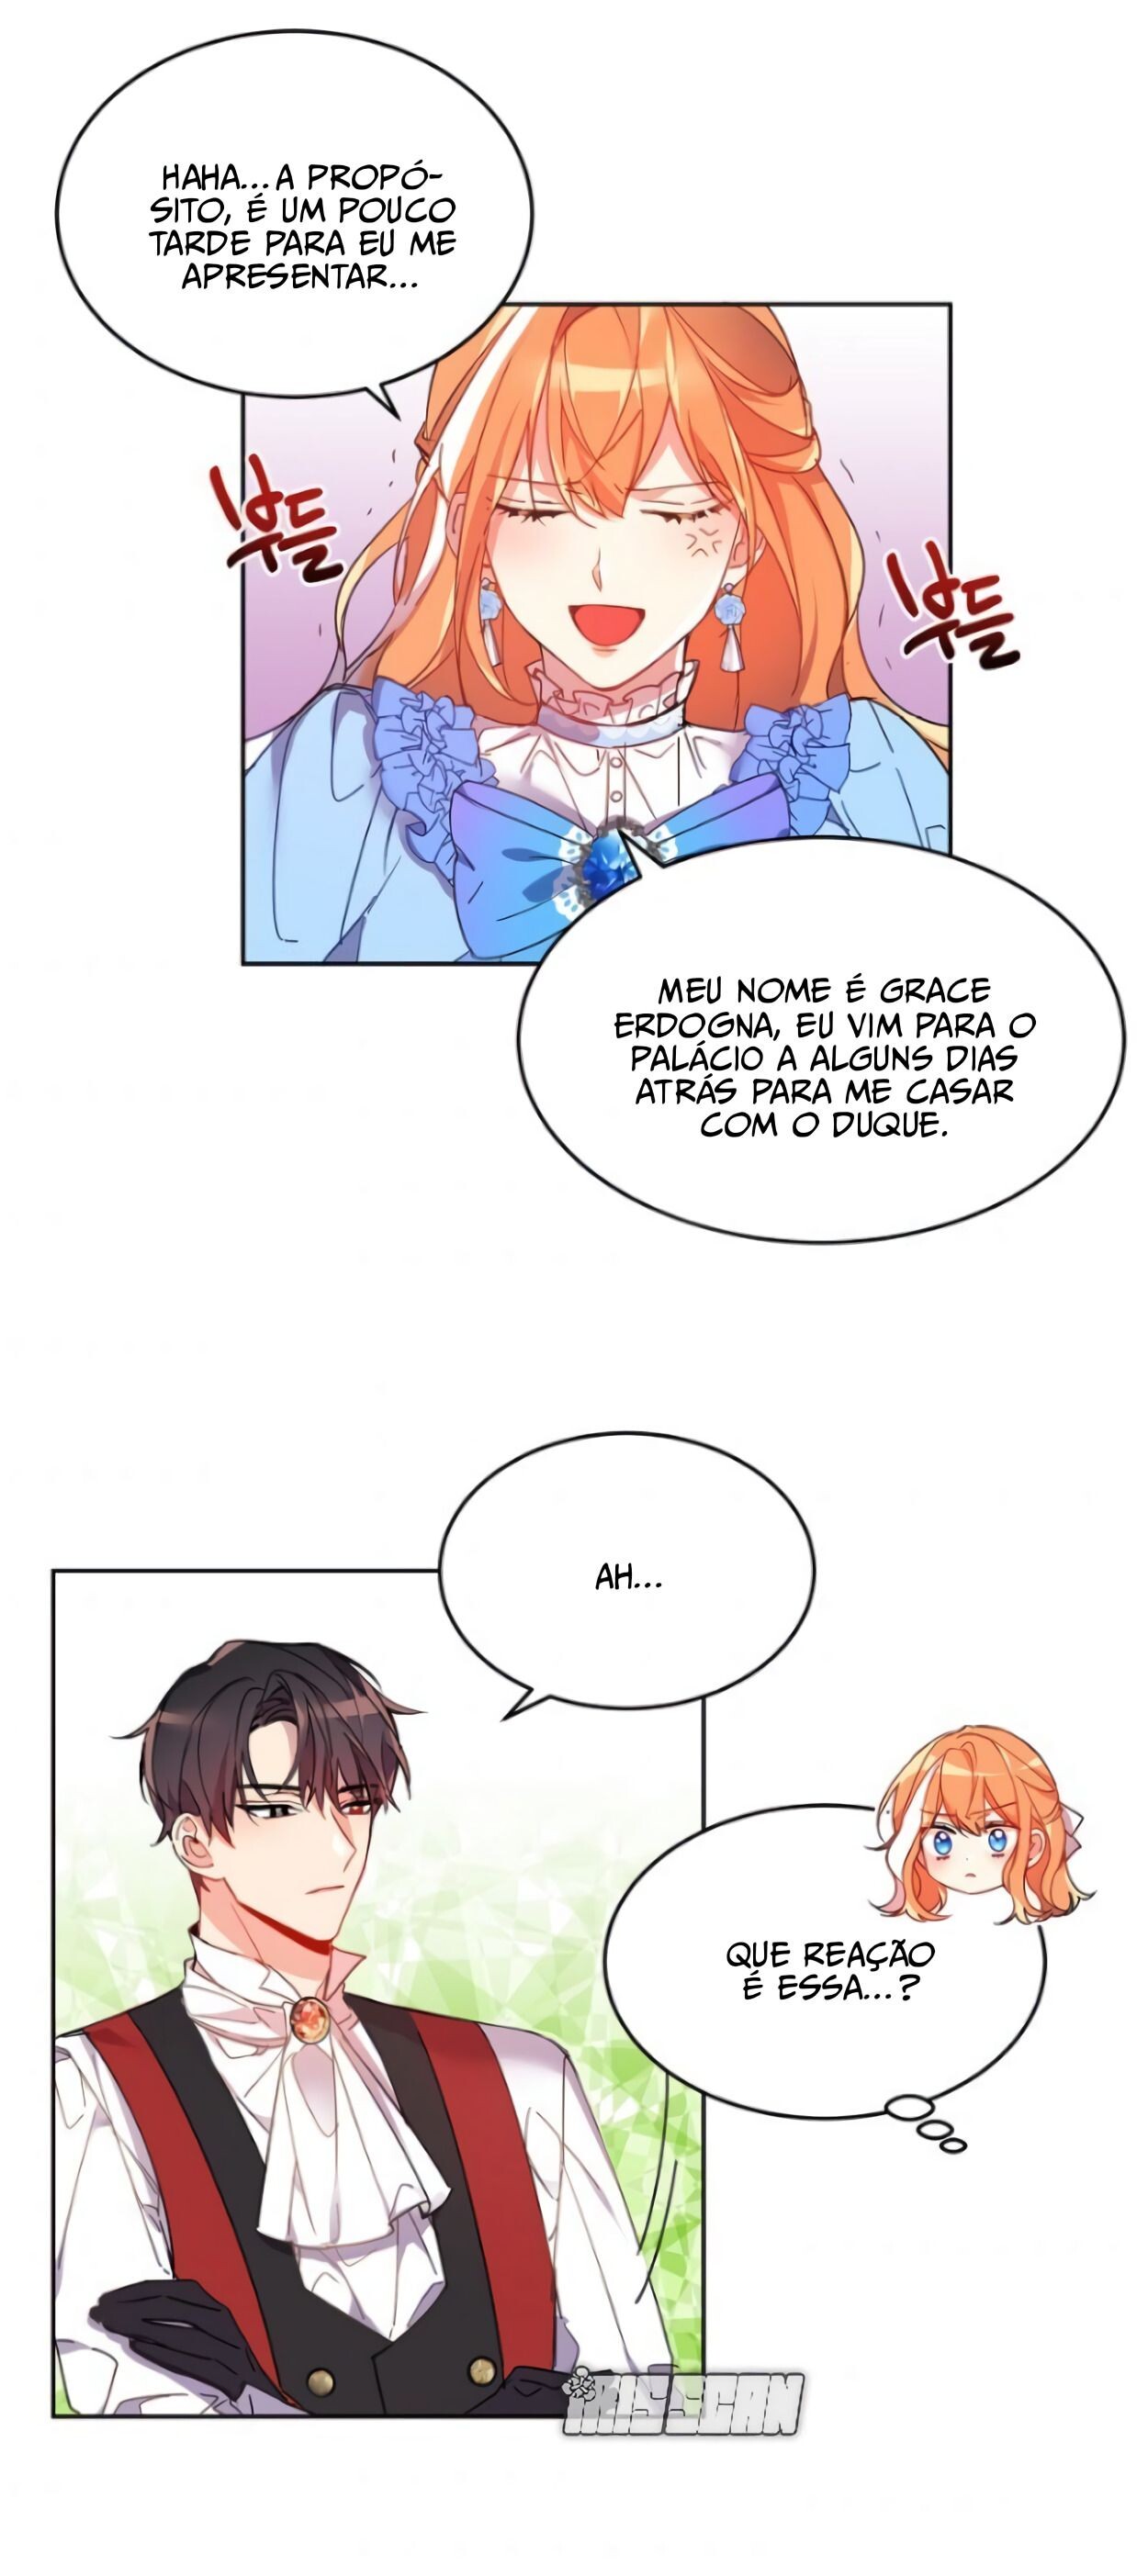 HAHA... A PROPÓ-
SITO, É UM POUCO
TARDE PARA EU ME
APRESENTAR...
부들
부들
MEU NOME É GRACE
ERDOGNA, EU VIM PARA O
PALÁCIO A ALGUNS DIAS
ATRÁS PARA ME CASAR
COM O DUQUE.
AH...
QUE REAÇÃO
É ESSA...?
IRISSCAN